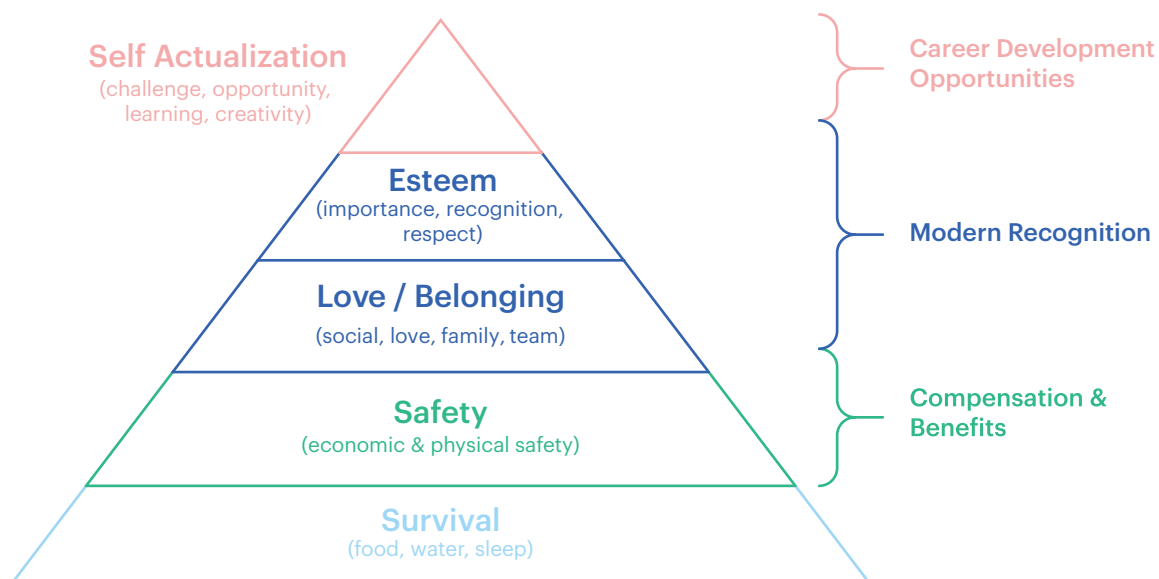 Self Actualization
(challenge, opportunity,
learning, creativity)
Career Development
Opportunities
Esteem
(importance, recognition,
respect)
Modern Recognition
Love / Belonging
(social, love, family, team)
Safety
(economic & physical safety)
Compensation &
Benefits
Survival
(food, water, sleep)